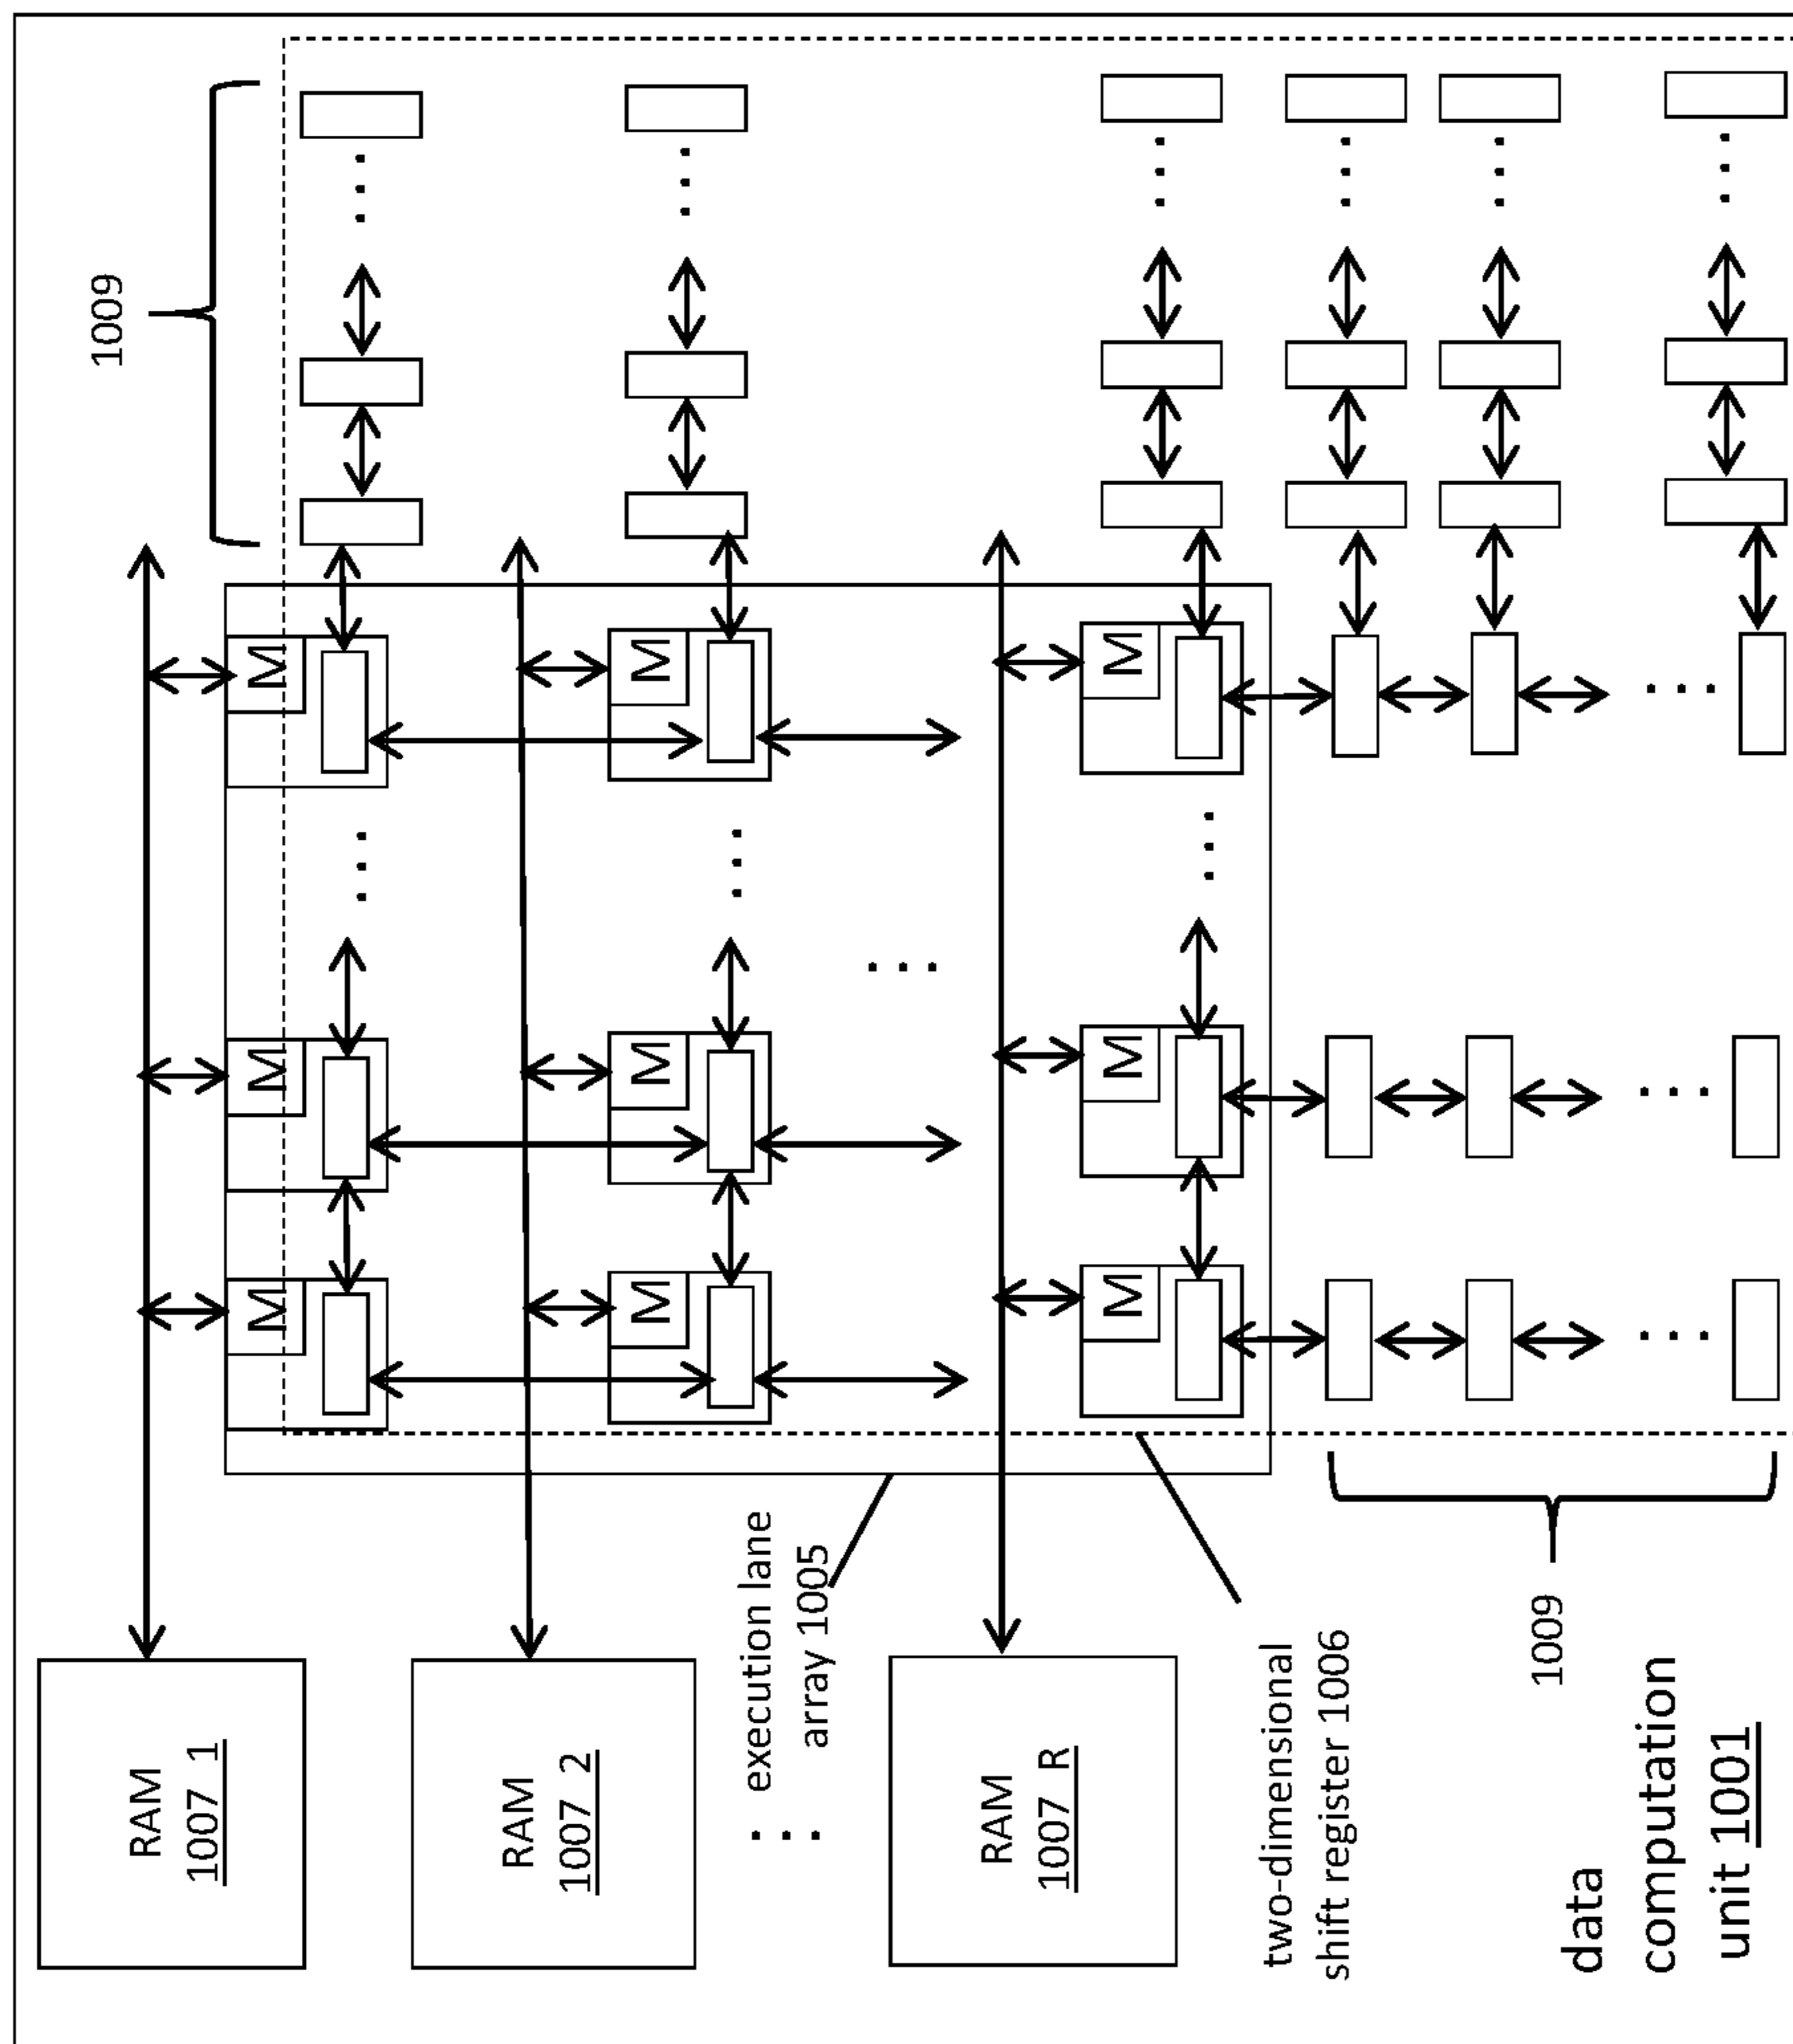 1009
RAM
1007_1
M M M
RAM
1007_2
M M M
execution lane
array 1005
RAM
1007_R
M M M
two-dimensional
shift register 1006
1009
data
computation
unit 1001